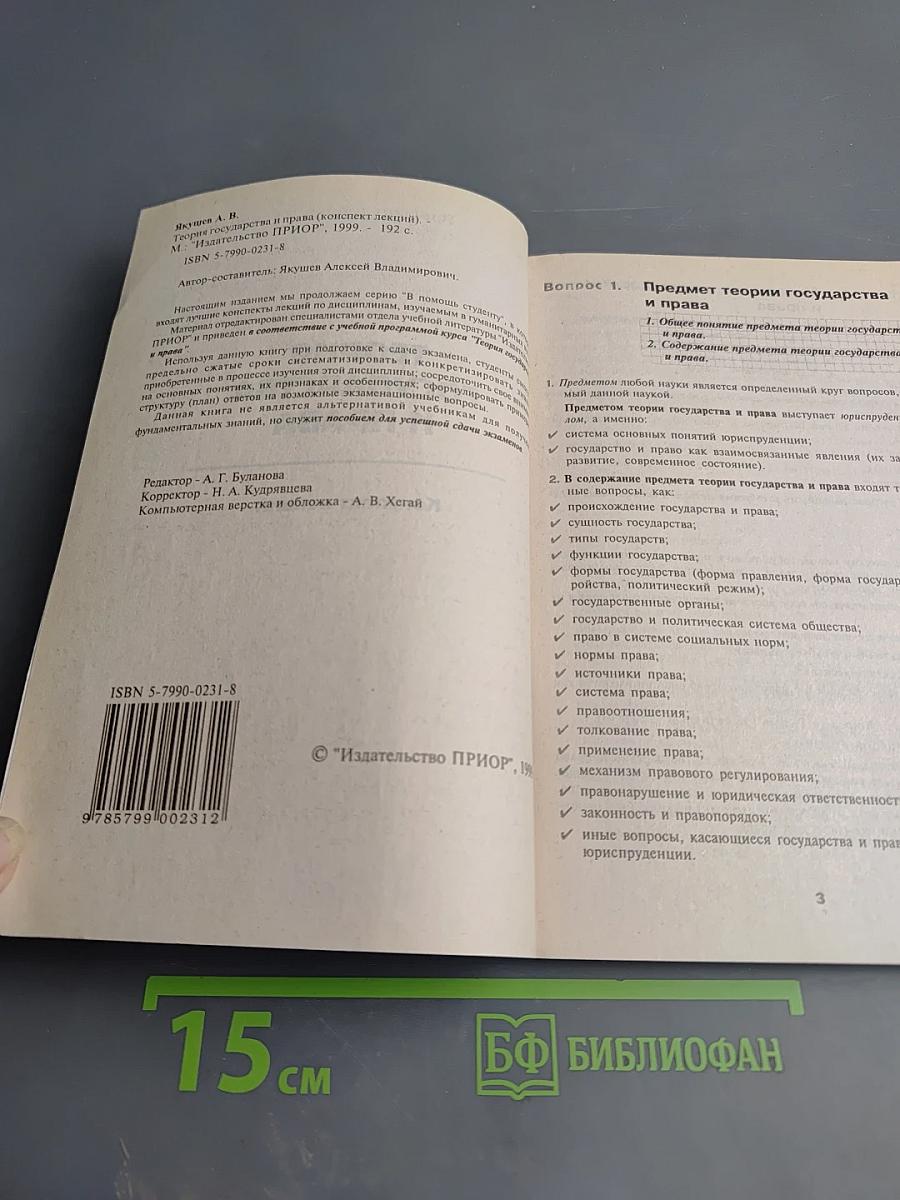 Якушев А. В.
Теория государства и права (конспект лекций). -
М.: "Издательство ПРИОР", 1999. - 192 с.
ISBN 5-7990-0231-8
Автор-составитель: Якушев Алексей Владимирович.
Настоящим изданием мы продолжаем серию "В помощь студенту", в
входят лучшие конспекты лекций по дисциплинам, изучаемым в гуманитарных
Материал отредактирован специалистами отдела учебной литературы
ПРИОР" и приведен в соответствие с учебной программой курса "Теория
и права".
Используя данную книгу при подготовке к сдаче экзамена, студенты
предельно сжатые сроки систематизировать и конкретизировать
приобретенные в процессе изучения этой дисциплины; сосредоточить свое
на основных понятиях, их признаках и особенностях; сформулировать
структуру (план) ответов на возможные экзаменационные вопросы.
Данная книга не является альтернативой учебникам для
фундаментальных знаний, но служит пособием для успешной сдачи экзаменов
Редактор - А. Г. Буланова
Корректор - Н. А. Кудрявцева
Компьютерная верстка и обложка - А. В. Хегай
ISBN 5-7990-0231-8
9 785799 002312
© "Издательство ПРИОР", 199
Вопрос 1. Предмет теории государства
и права
1. Общее понятие предмета теории государст
и права.
2. Содержание предмета теории государства
и права.
1. Предметом любой науки является определенный круг вопросов,
мый данной наукой.
Предметом теории государства и права выступает юриспруден
лом, а именно:
✓ система основных понятий юриспруденции;
✓ государство и право как взаимосвязанные явления (их за
развитие, современное состояние).
2. В содержание предмета теории государства и права входят т
ные вопросы, как:
✓ происхождение государства и права;
✓ сущность государства;
✓ типы государств;
✓ функции государства;
✓ формы государства (форма правления, форма государ
ройства, политический режим);
✓ государственные органы;
✓ государство и политическая система общества;
✓ право в системе социальных норм;
✓ нормы права;
✓ источники права;
✓ система права;
✓ правоотношения;
✓ толкование права;
✓ применение права;
✓ механизм правового регулирования;
✓ правонарушение и юридическая ответственност
✓ законность и правопорядок;
✓ иные вопросы, касающиеся государства и прав
юриспруденции.
3
15 см
БФ БИБЛИОФАН